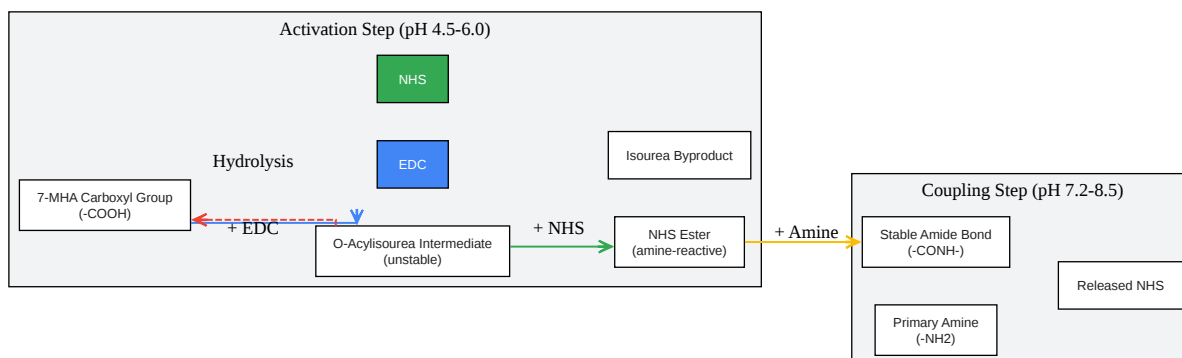 Activation Step (pH 4.5-6.0)
NHS
EDC
Isourea Byproduct
Hydrolysis
7-MHA Carboxyl Group
(-COOH)
+ EDC
O-Acylisourea Intermediate
(unstable)
+ NHS
NHS Ester
(amine-reactive)
+ Amine
Coupling Step (pH 7.2-8.5)
Stable Amide Bond
(-CONH-)
Released NHS
Primary Amine
(-NH2)